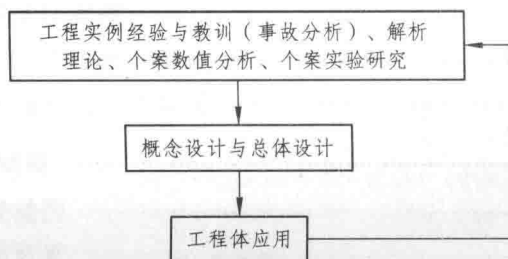 工程实例经验与教训（事故分析）、解析
理论、个案数值分析、个案实验研究
概念设计与总体设计
工程体应用